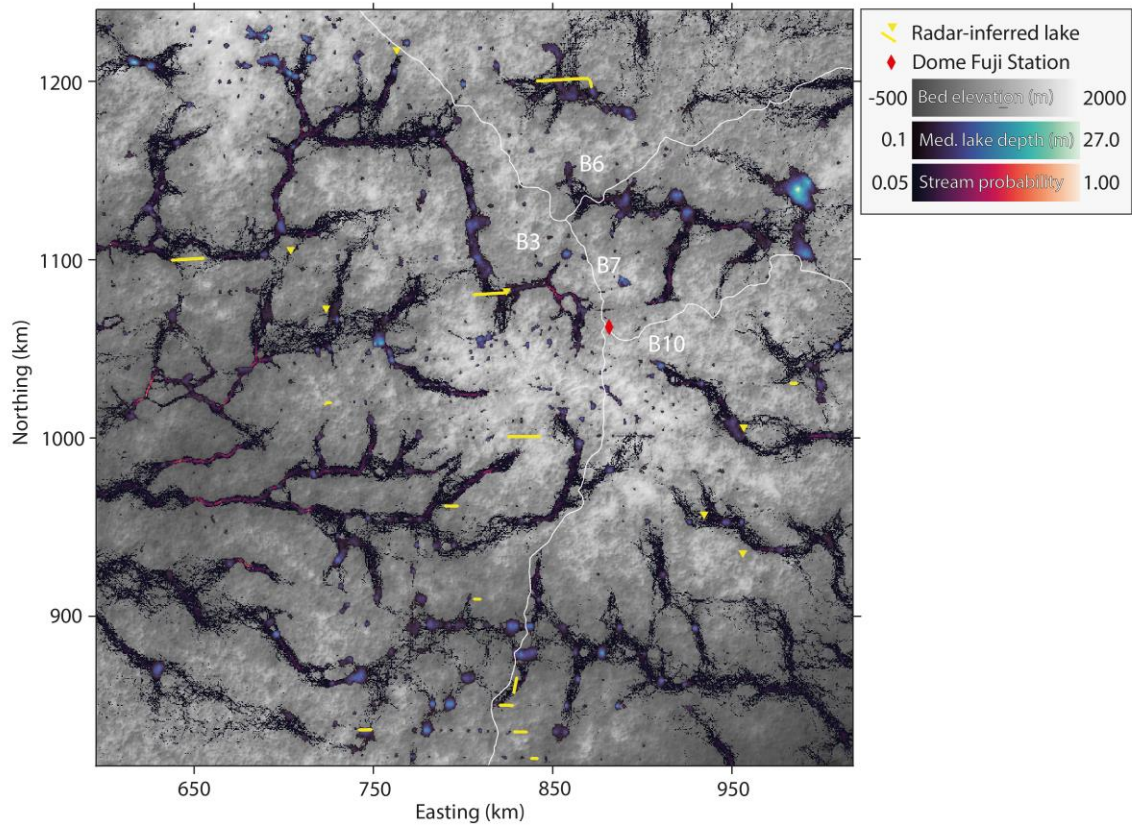 Radar-inferred lake
Dome Fuji Station
-500 Bed elevation (m) 2000
0.1 Med. lake depth (m) 27.0
0.05 Stream probability 1.00
1200
1100
1000
900
Northing (km)
B6
B3
B7
B10
650 750 850 950
Easting (km)